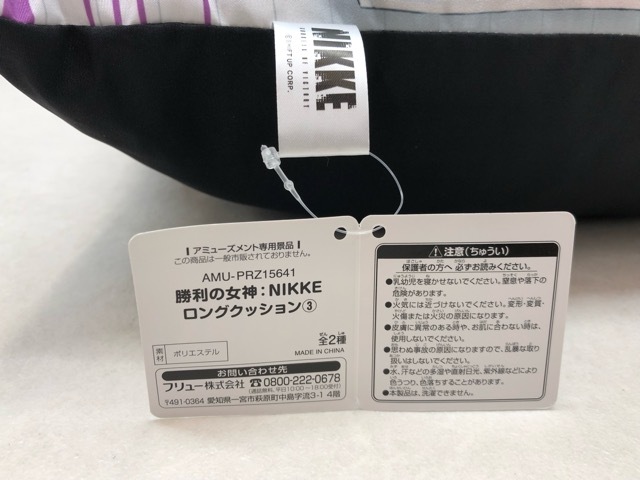 NIKKE
GODDESS OF VICTORY
©SHIFT UP CORP.
アミューズメント専用景品
この商品は一般市販されておりません。
AMU-PRZ15641
勝利の女神：NIKKE
ロングクッション③
全2種
素材 ポリエステル
MADE IN CHINA
お問い合わせ先
フリュー株式会社 ☎0800-222-0678
(通話無料、平日10:00～18:00受付)
〒491-0364 愛知県一宮市萩原町中島字流3-1 4階
⚠注意(ちゅうい)
保護者の方へ 必ずお読みください。
●乳幼児を寝かせないでください。窒息や落下の
危険があります。
●火気には近づけないでください。変形・変質・
火傷または火災の原因になります。
●皮膚に異常のある時や、お肌に合わない時は、
使用しないでください。
●思わぬ事故の原因になりますので、乱暴な取り
扱いはしないでください。
●水、汗などの多湿や直射日光、紫外線などにより
色うつり、色落ちすることがあります。
●本製品は、洗濯できません。